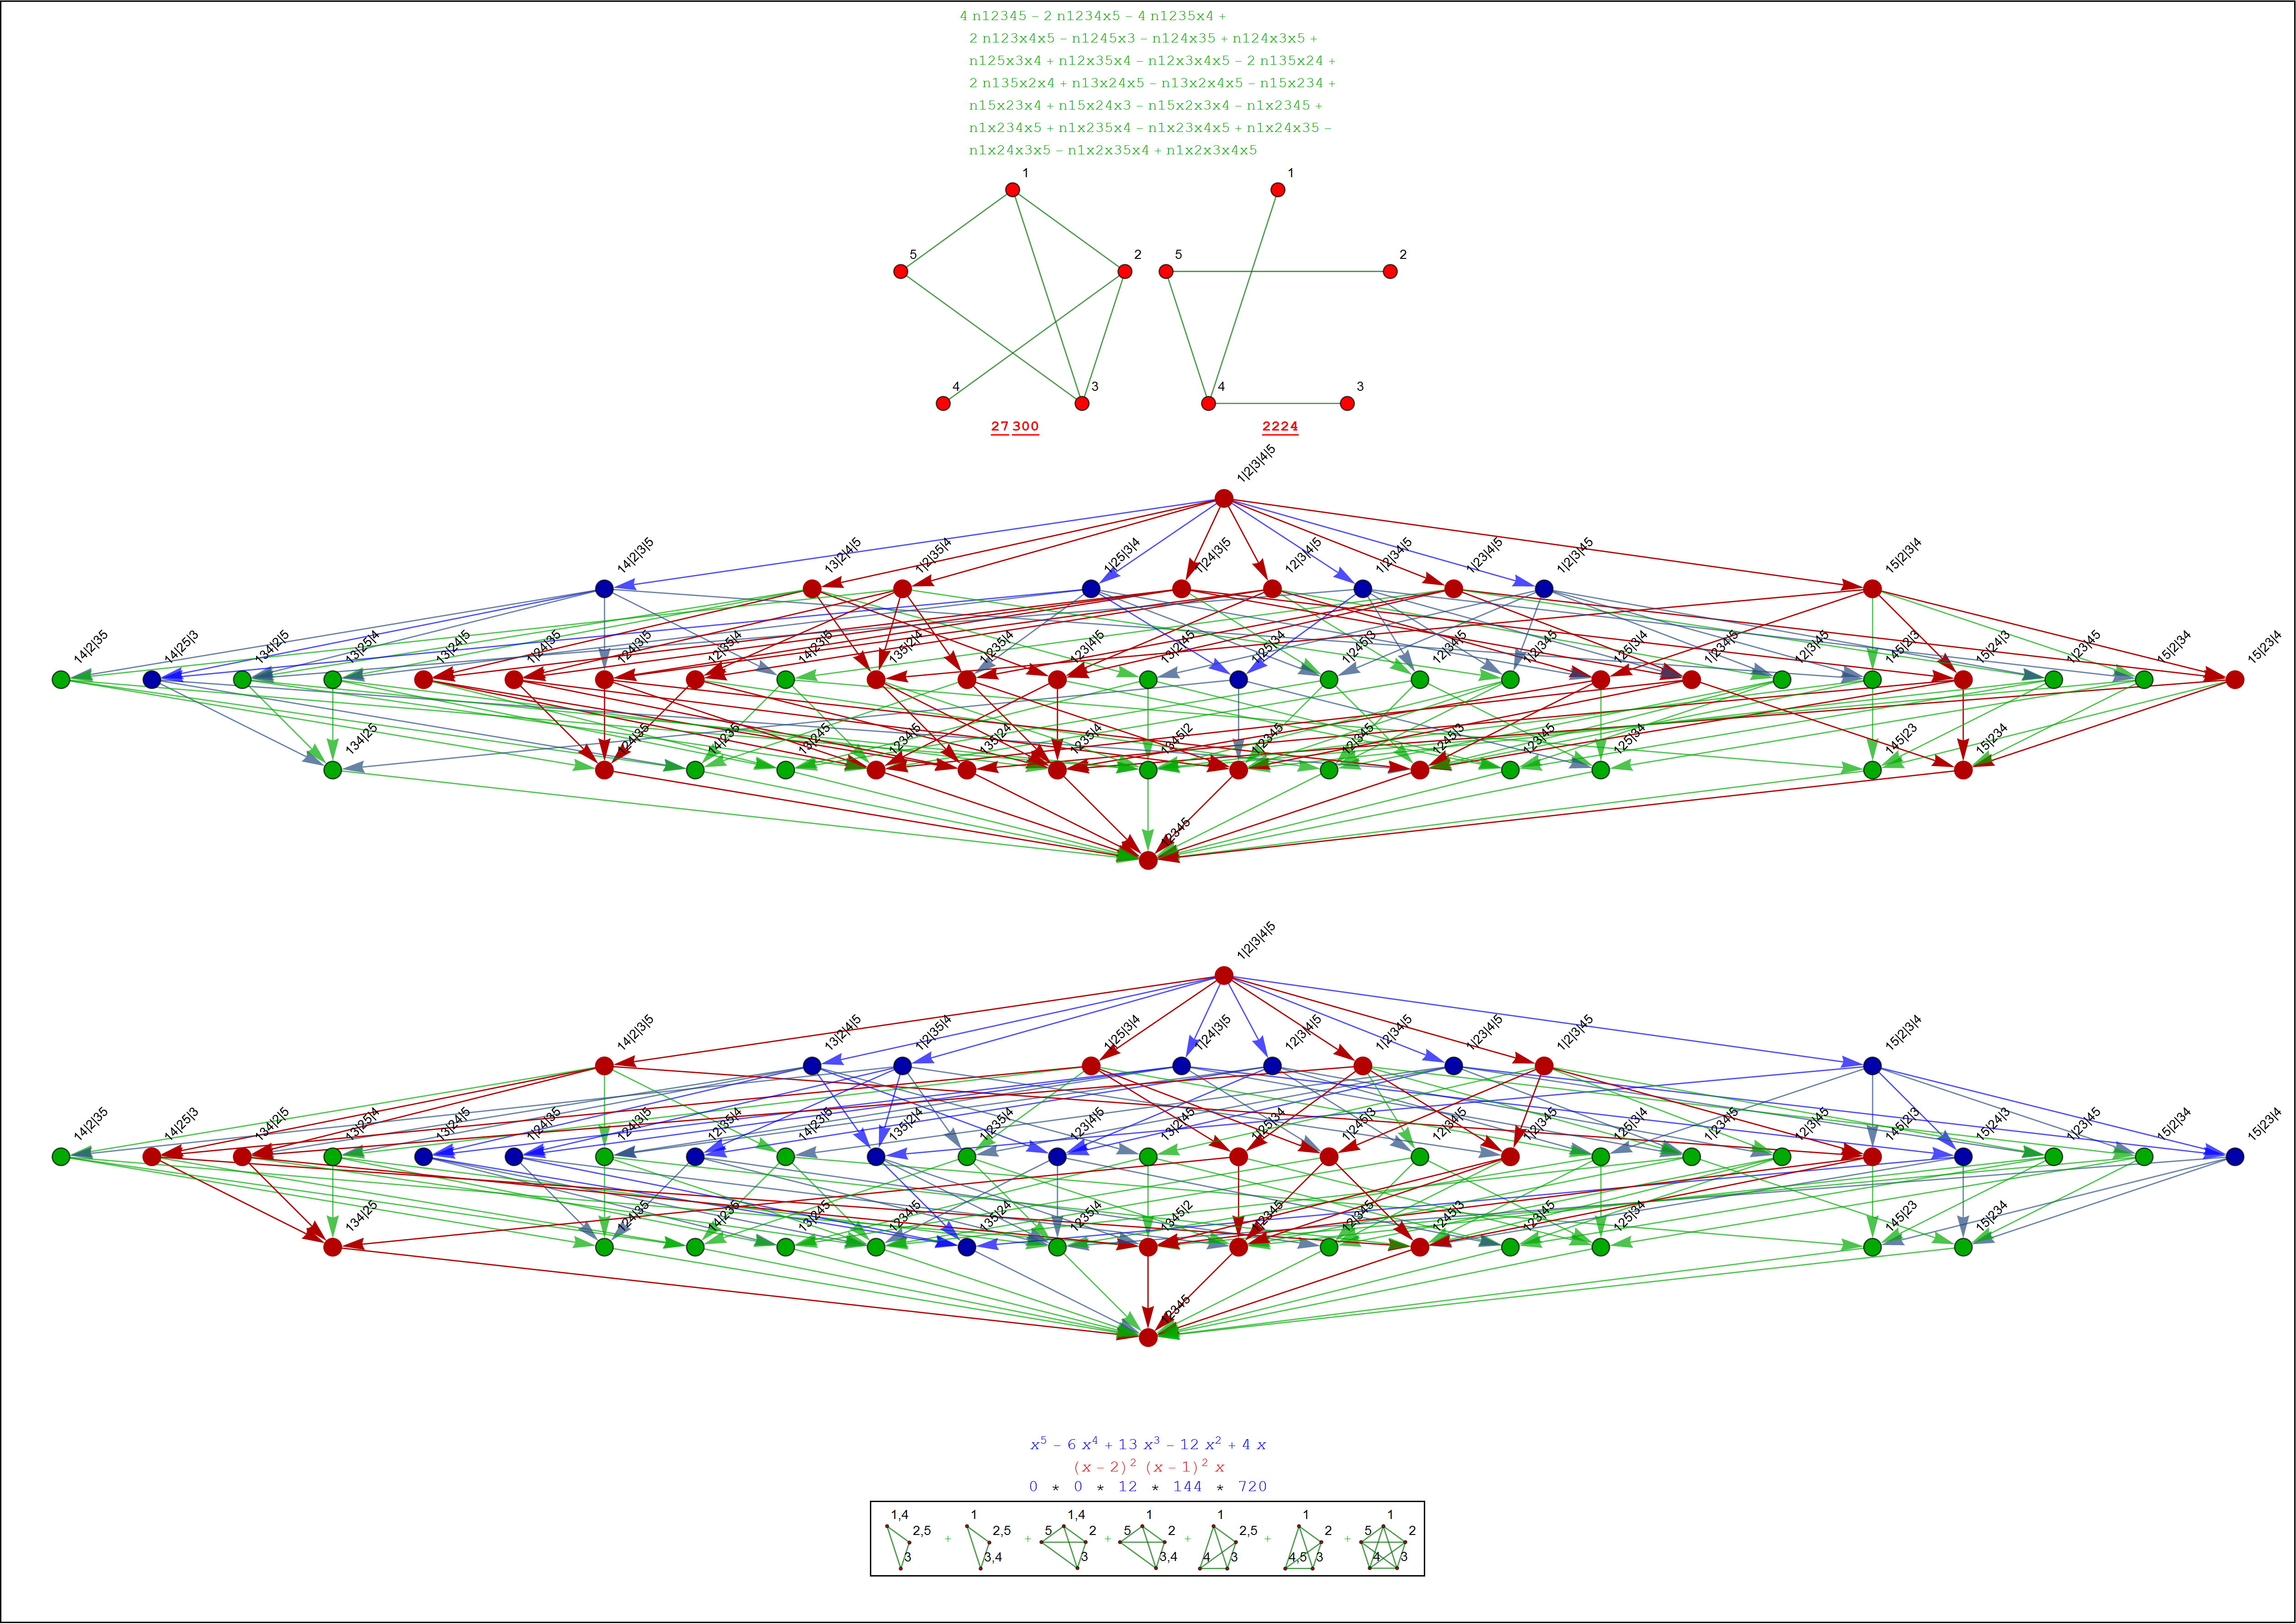 4 n12345 − 2 n1234x5 − 4 n1235x4 +
2 n123x4x5 − n1245x3 − n124x35 + n124x3x5 +
n125x3x4 + n12x35x4 − n12x3x4x5 − 2 n135x24 +
2 n135x2x4 + n13x24x5 − n13x2x4x5 − n15x234 +
n15x23x4 + n15x24x3 − n15x2x3x4 − n1x2345 +
n1x234x5 + n1x235x4 − n1x23x4x5 + n1x24x35 −
n1x24x3x5 − n1x2x35x4 + n1x2x3x4x5
1 1
5 2 5 2
4 3 4 3
27 300 2224
1|2|3|4|5
14|2|3|5 13|2|4|5 1|2|35|4 1|25|3|4 1|24|3|5 12|3|4|5 1|2|34|5 1|23|4|5 1|2|3|45 15|2|3|4
14|2|35 14|25|3 134|2|5 13|25|4 13|24|5 1|24|35 124|3|5 12|35|4 14|23|5 135|2|4 1|235|4 123|4|5 13|2|45 1|25|34 1|245|3 12|34|5 1|2|345 125|3|4 1|234|5 12|3|45 145|2|3 15|24|3 1|23|45 15|2|34 15|23|4
134|25 124|35 14|235 13|245 1234|5 135|24 1235|4 1345|2 1|2345 12|345 1245|3 123|45 125|34 145|23 15|234
12345
1|2|3|4|5
14|2|3|5 13|2|4|5 1|2|35|4 1|25|3|4 1|24|3|5 12|3|4|5 1|2|34|5 1|23|4|5 1|2|3|45 15|2|3|4
14|2|35 14|25|3 134|2|5 13|25|4 13|24|5 1|24|35 124|3|5 12|35|4 14|23|5 135|2|4 1|235|4 123|4|5 13|2|45 1|25|34 1|245|3 12|34|5 1|2|345 125|3|4 1|234|5 12|3|45 145|2|3 15|24|3 1|23|45 15|2|34 15|23|4
134|25 124|35 14|235 13|245 1234|5 135|24 1235|4 1345|2 1|2345 12|345 1245|3 123|45 125|34 145|23 15|234
12345
x⁵ − 6 x⁴ + 13 x³ − 12 x² + 4 x
(x − 2)² (x − 1)² x
0 * 0 * 12 * 144 * 720
1,4 1 1,4 1 1 1 1
2,5 2,5 5 2 5 2 2,5 2 5 2
+ + + + + +
3 3,4 3 3,4 4 3 4,5 3 4 3